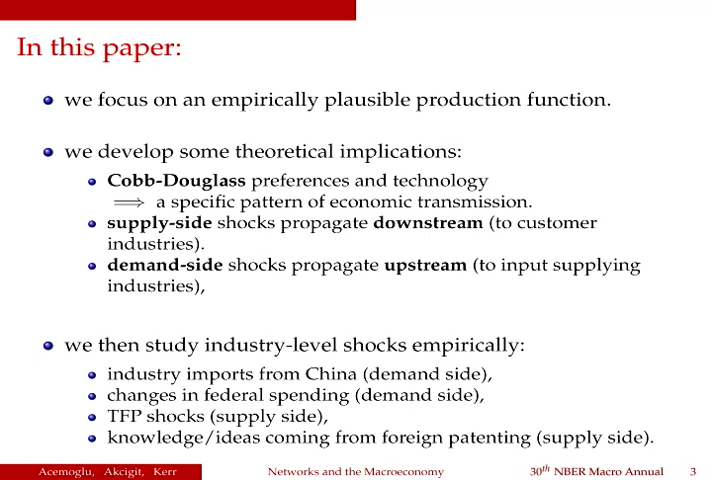 In this paper:
we focus on an empirically plausible production function.
we develop some theoretical implications:
Cobb-Douglass preferences and technology
⟹ a specific pattern of economic transmission.
supply-side shocks propagate downstream (to customer
industries).
demand-side shocks propagate upstream (to input supplying
industries),
we then study industry-level shocks empirically:
industry imports from China (demand side),
changes in federal spending (demand side),
TFP shocks (supply side),
knowledge/ideas coming from foreign patenting (supply side).
Acemoglu, Akcigit, Kerr Networks and the Macroeconomy 30th NBER Macro Annual 3